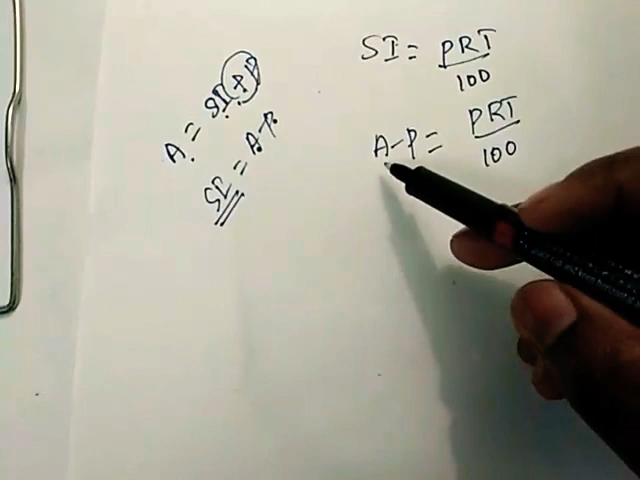 A = SI + P
SI = A - P
SI = PRT
100
A - P = PRT
100